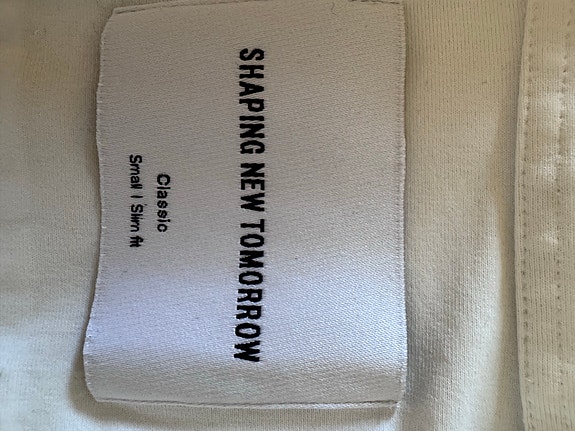 SHAPING NEW TOMORROW
Classic
Small | Slim fit